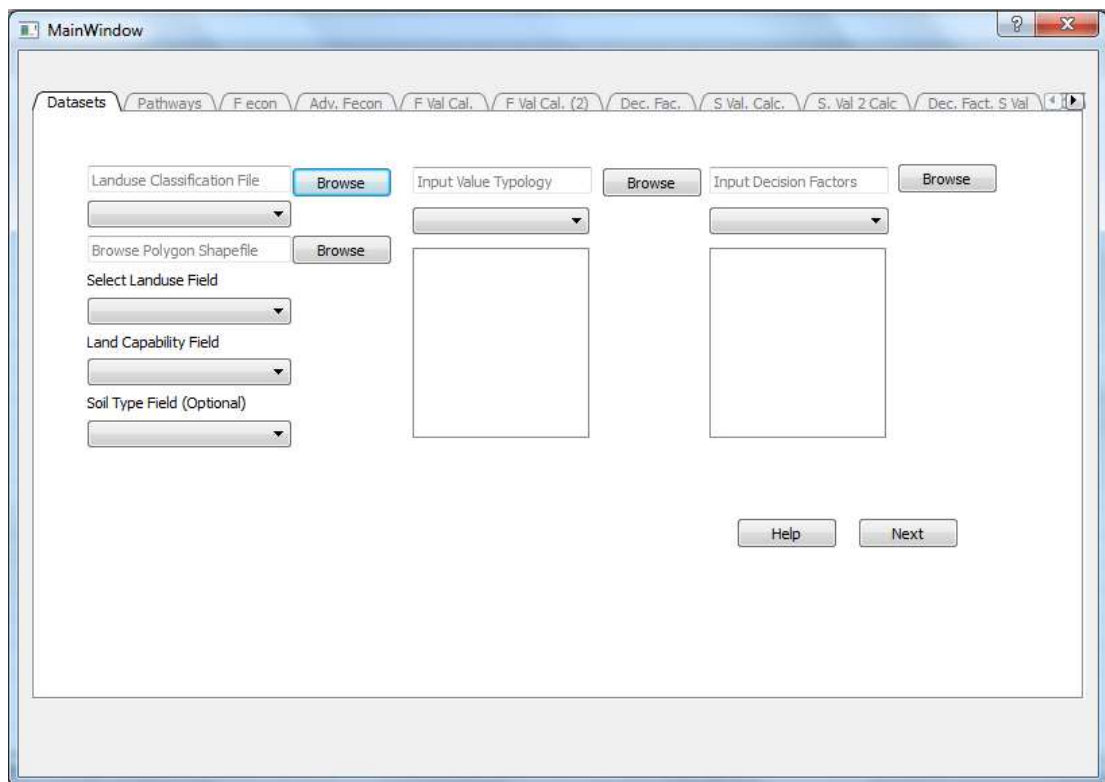 MainWindow
Datasets Pathways F econ Adv. Fecon F Val Cal. F Val Cal. (2) Dec. Fac. S Val. Calc. S. Val 2 Calc Dec. Fact. S Val
Landuse Classification File Browse Input Value Typology Browse Input Decision Factors Browse
Browse Polygon Shapefile Browse
Select Landuse Field
Land Capability Field
Soil Type Field (Optional)
Help Next